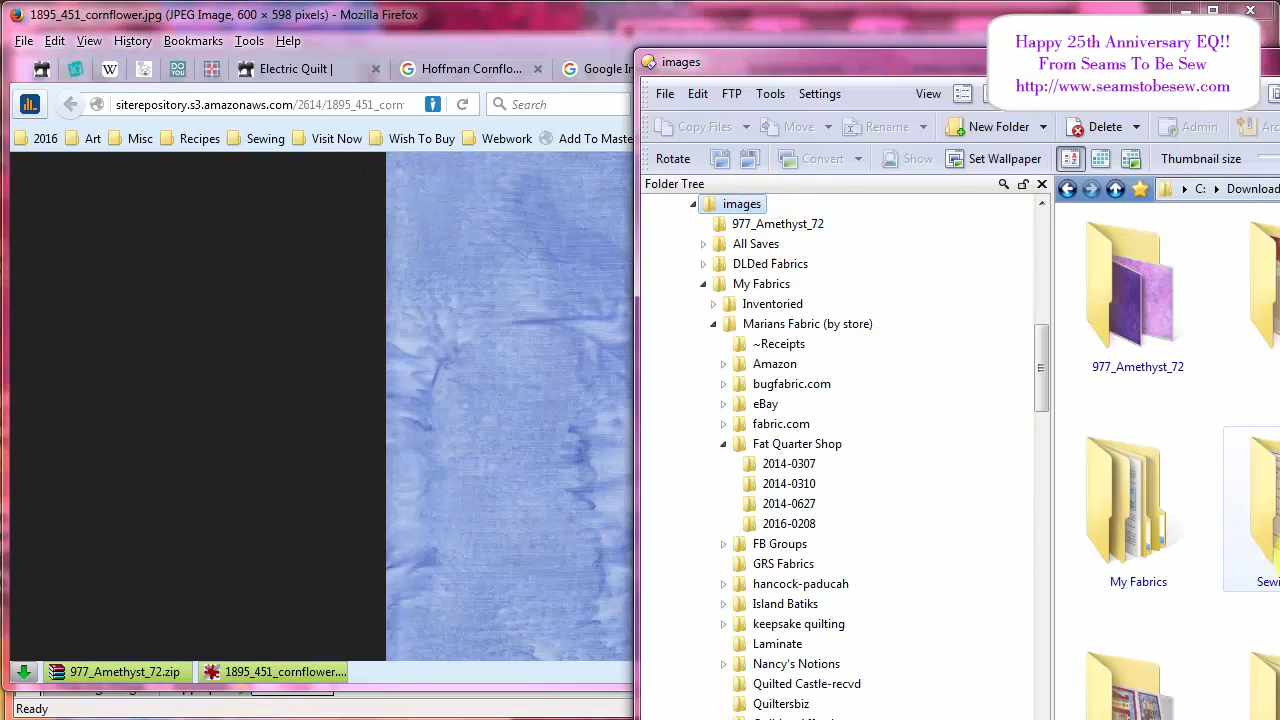 1895_451_cornflower.jpg (JPEG Image, 600 × 598 pixels) - Mozilla Firefox
File Edit View History Bookmarks Tools Help
Electric Quilt | × Hoffman Cornflo... × Google I
siterepository.s3.amazonaws.com/2614/1895_451_corn Search
2016 Art Misc Recipes Sewing Visit Now Wish To Buy Webwork Add To Maste
977_Amethyst_72.zip 1895_451_cornflower....
Ready
images
Happy 25th Anniversary EQ!!
From Seams To Be Sew
http://www.seamstobesew.com
File Edit FTP Tools Settings View
Copy Files Move Rename New Folder Delete Admin Arc
Rotate Convert Show Set Wallpaper Thumbnail size
Folder Tree
C: Download
images
977_Amethyst_72
All Saves
DLDed Fabrics
My Fabrics
Inventoried
Marians Fabric (by store)
~Receipts
Amazon
bugfabric.com
eBay
fabric.com
Fat Quarter Shop
2014-0307
2014-0310
2014-0627
2016-0208
FB Groups
GRS Fabrics
hancock-paducah
Island Batiks
keepsake quilting
Laminate
Nancy's Notions
Quilted Castle-recvd
Quiltersbiz
977_Amethyst_72
My Fabrics
Sewi